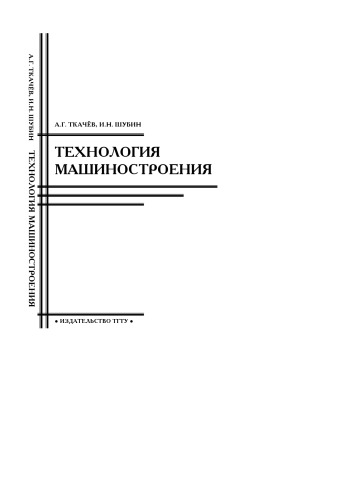 А.Г. ТКАЧЁВ, И.Н. ШУБИН ТЕХНОЛОГИЯ МАШИНОСТРОЕНИЯ
А.Г. ТКАЧЁВ, И.Н. ШУБИН
ТЕХНОЛОГИЯ
МАШИНОСТРОЕНИЯ
• ИЗДАТЕЛЬСТВО ТГТУ •